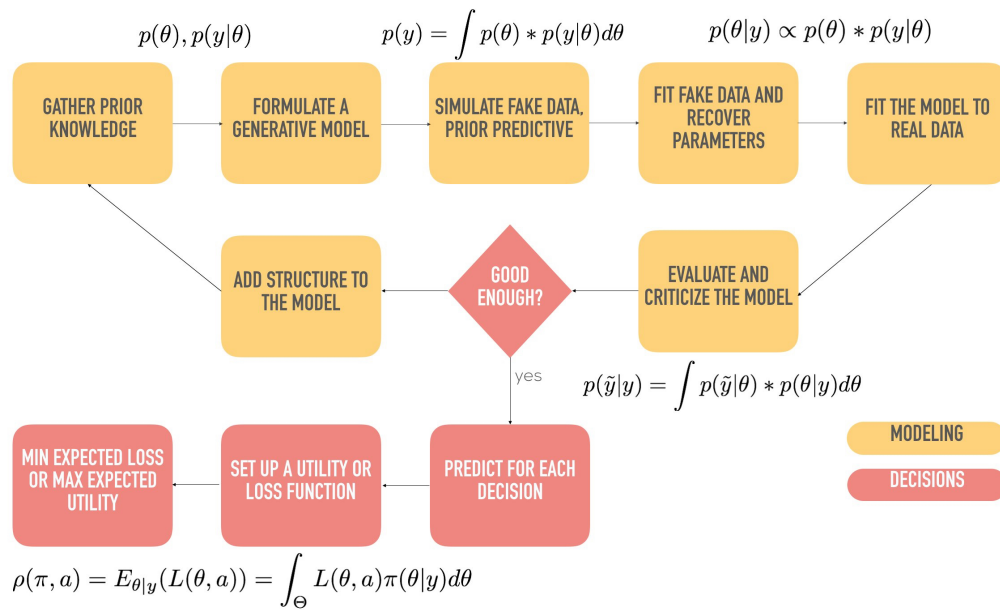 p(θ), p(y|θ)
p(y) = ∫ p(θ) * p(y|θ)dθ
p(θ|y) ∝ p(θ) * p(y|θ)
GATHER PRIOR
KNOWLEDGE
FORMULATE A
GENERATIVE MODEL
SIMULATE FAKE DATA,
PRIOR PREDICTIVE
FIT FAKE DATA AND
RECOVER
PARAMETERS
FIT THE MODEL TO
REAL DATA
ADD STRUCTURE TO
THE MODEL
GOOD
ENOUGH?
EVALUATE AND
CRITICIZE THE MODEL
yes
p(ỹ|y) = ∫ p(ỹ|θ) * p(θ|y)dθ
MIN EXPECTED LOSS
OR MAX EXPECTED
UTILITY
SET UP A UTILITY OR
LOSS FUNCTION
PREDICT FOR EACH
DECISION
MODELING
DECISIONS
ρ(π, a) = E_{θ|y}(L(θ, a)) = ∫_Θ L(θ, a)π(θ|y)dθ